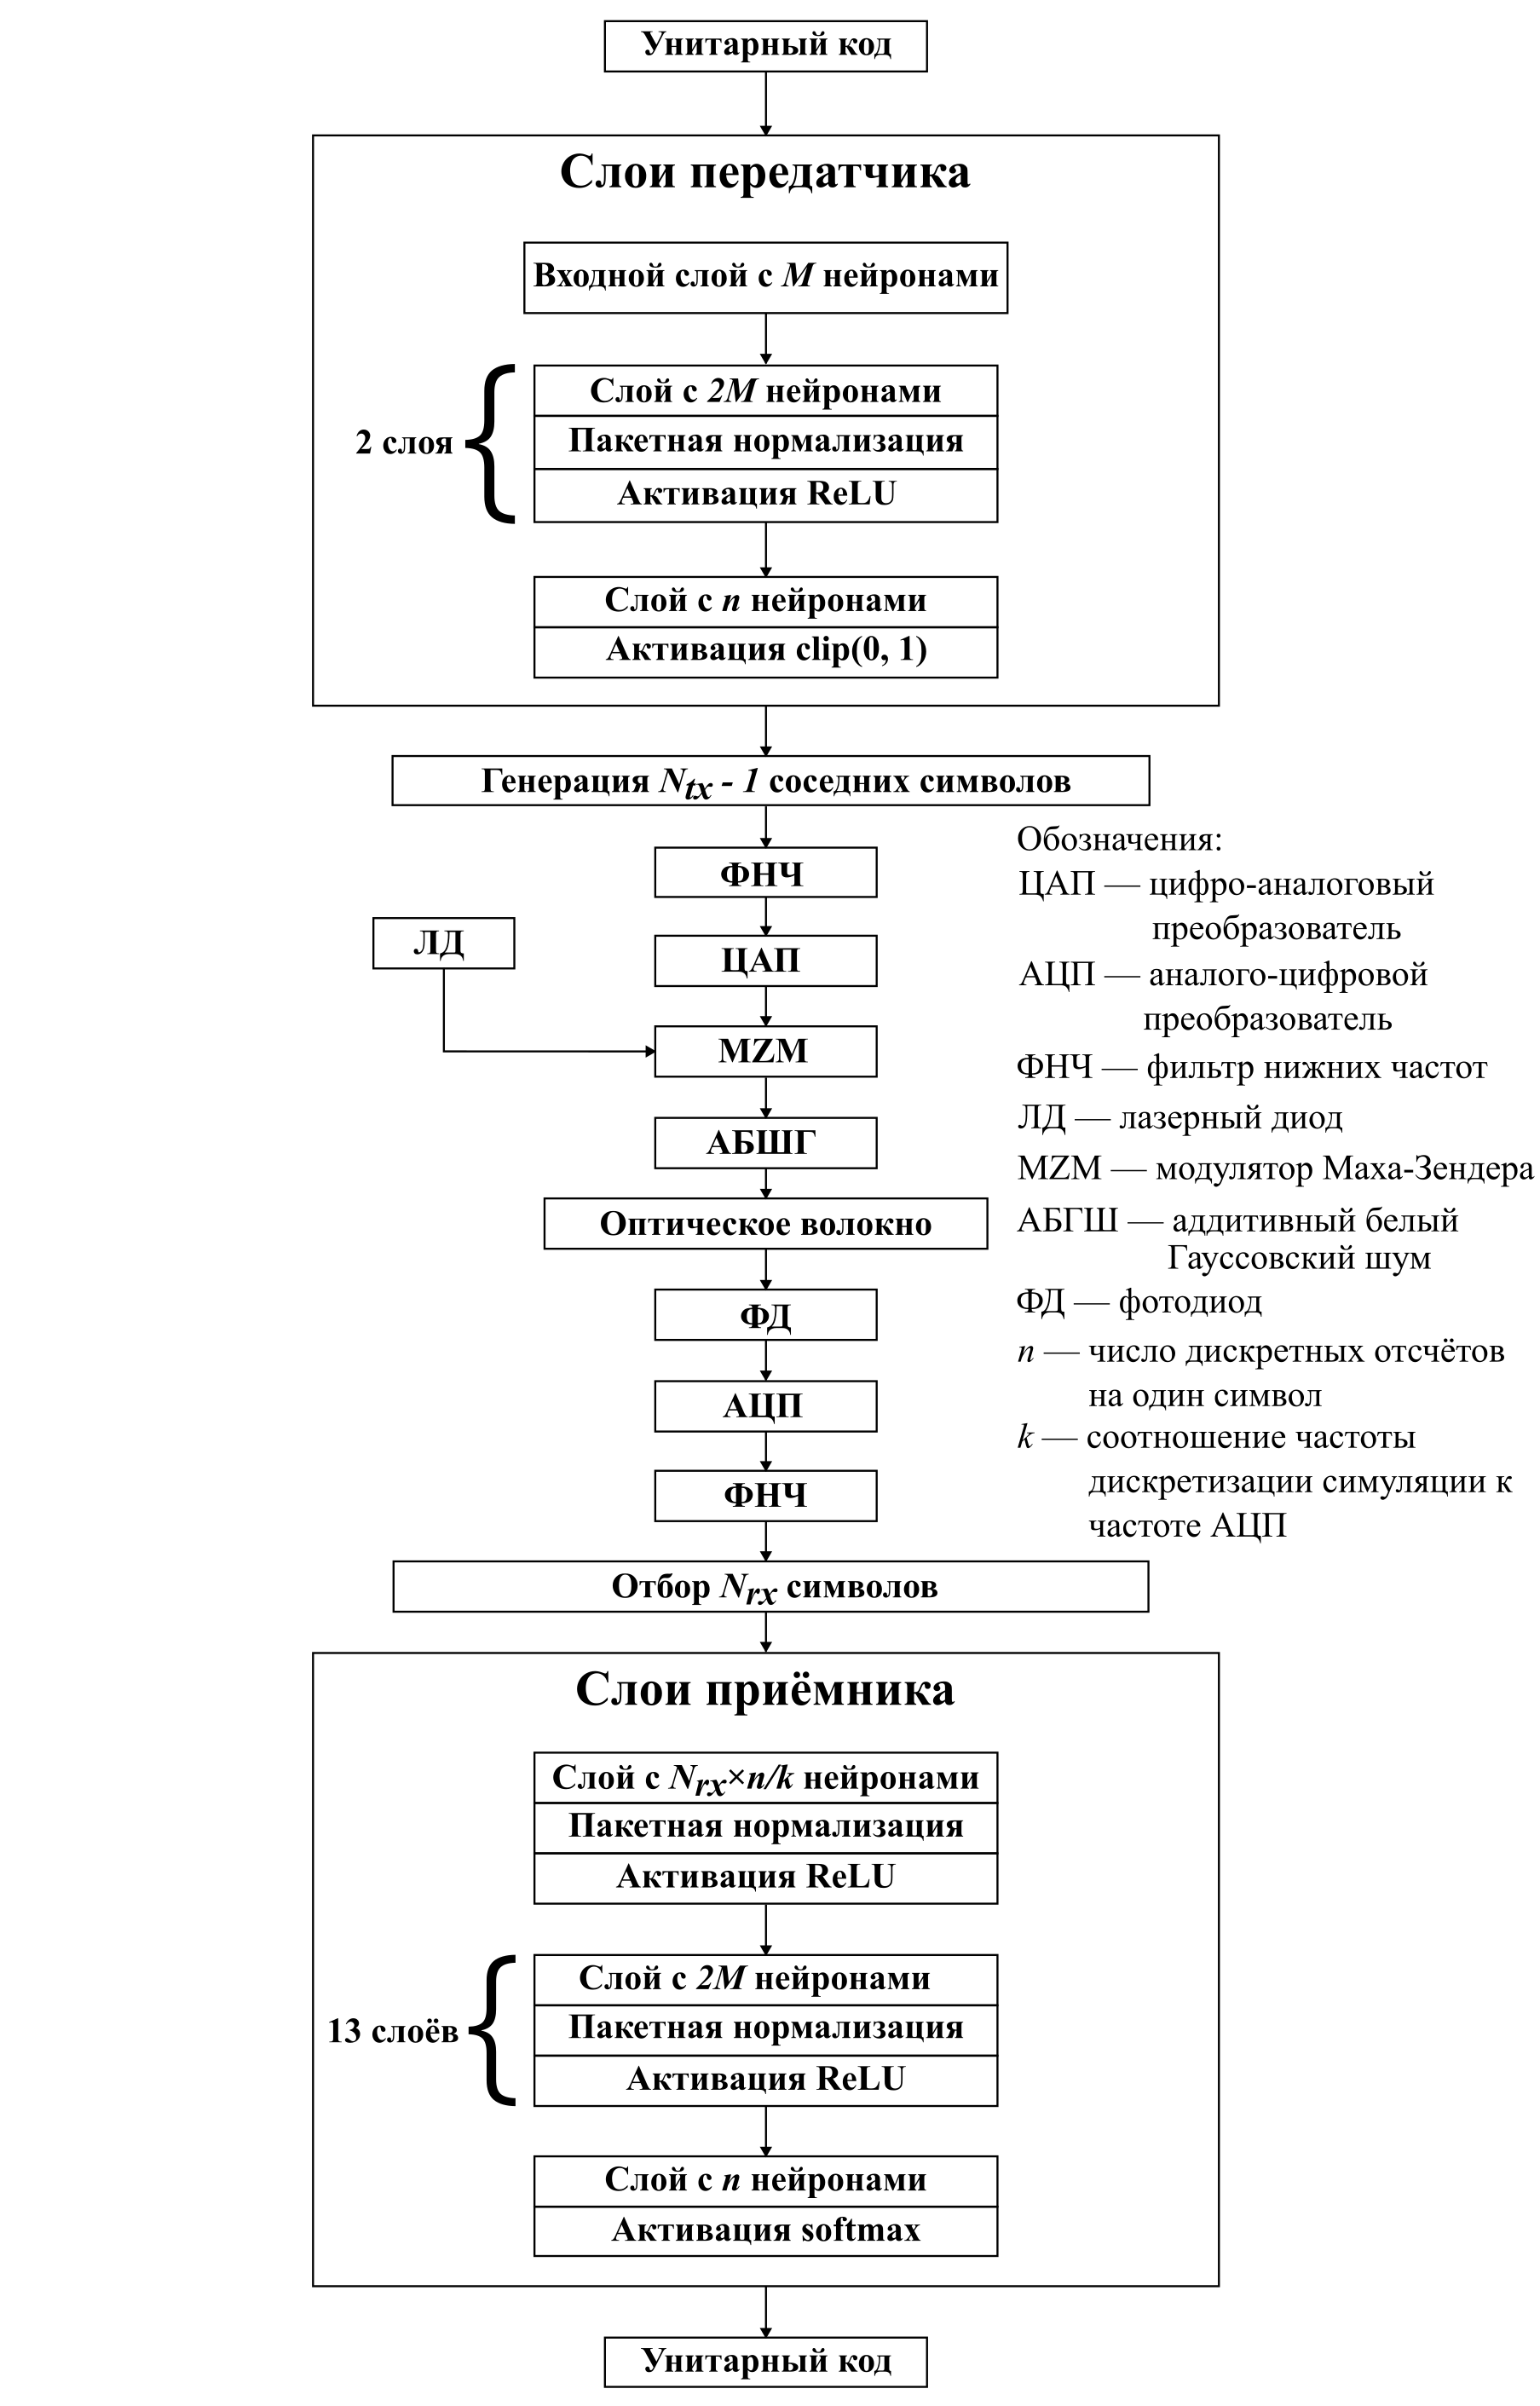 Унитарный код
Слои передатчика
Входной слой с M нейронами
2 слоя
Слой с 2M нейронами
Пакетная нормализация
Активация ReLU
Слой с n нейронами
Активация clip(0, 1)
Генерация N_tx - 1 соседних символов
ФНЧ
ЛД
ЦАП
MZM
АБШГ
Оптическое волокно
ФД
АЦП
ФНЧ
Отбор N_rx символов
Обозначения:
ЦАП — цифро-аналоговый
преобразователь
АЦП — аналого-цифровой
преобразователь
ФНЧ — фильтр нижних частот
ЛД — лазерный диод
MZM — модулятор Маха-Зендера
АБГШ — аддитивный белый
Гауссовский шум
ФД — фотодиод
n — число дискретных отсчётов
на один символ
k — соотношение частоты
дискретизации симуляции к
частоте АЦП
Слои приёмника
Слой с N_rx×n/k нейронами
Пакетная нормализация
Активация ReLU
13 слоёв
Слой с 2M нейронами
Пакетная нормализация
Активация ReLU
Слой с n нейронами
Активация softmax
Унитарный код